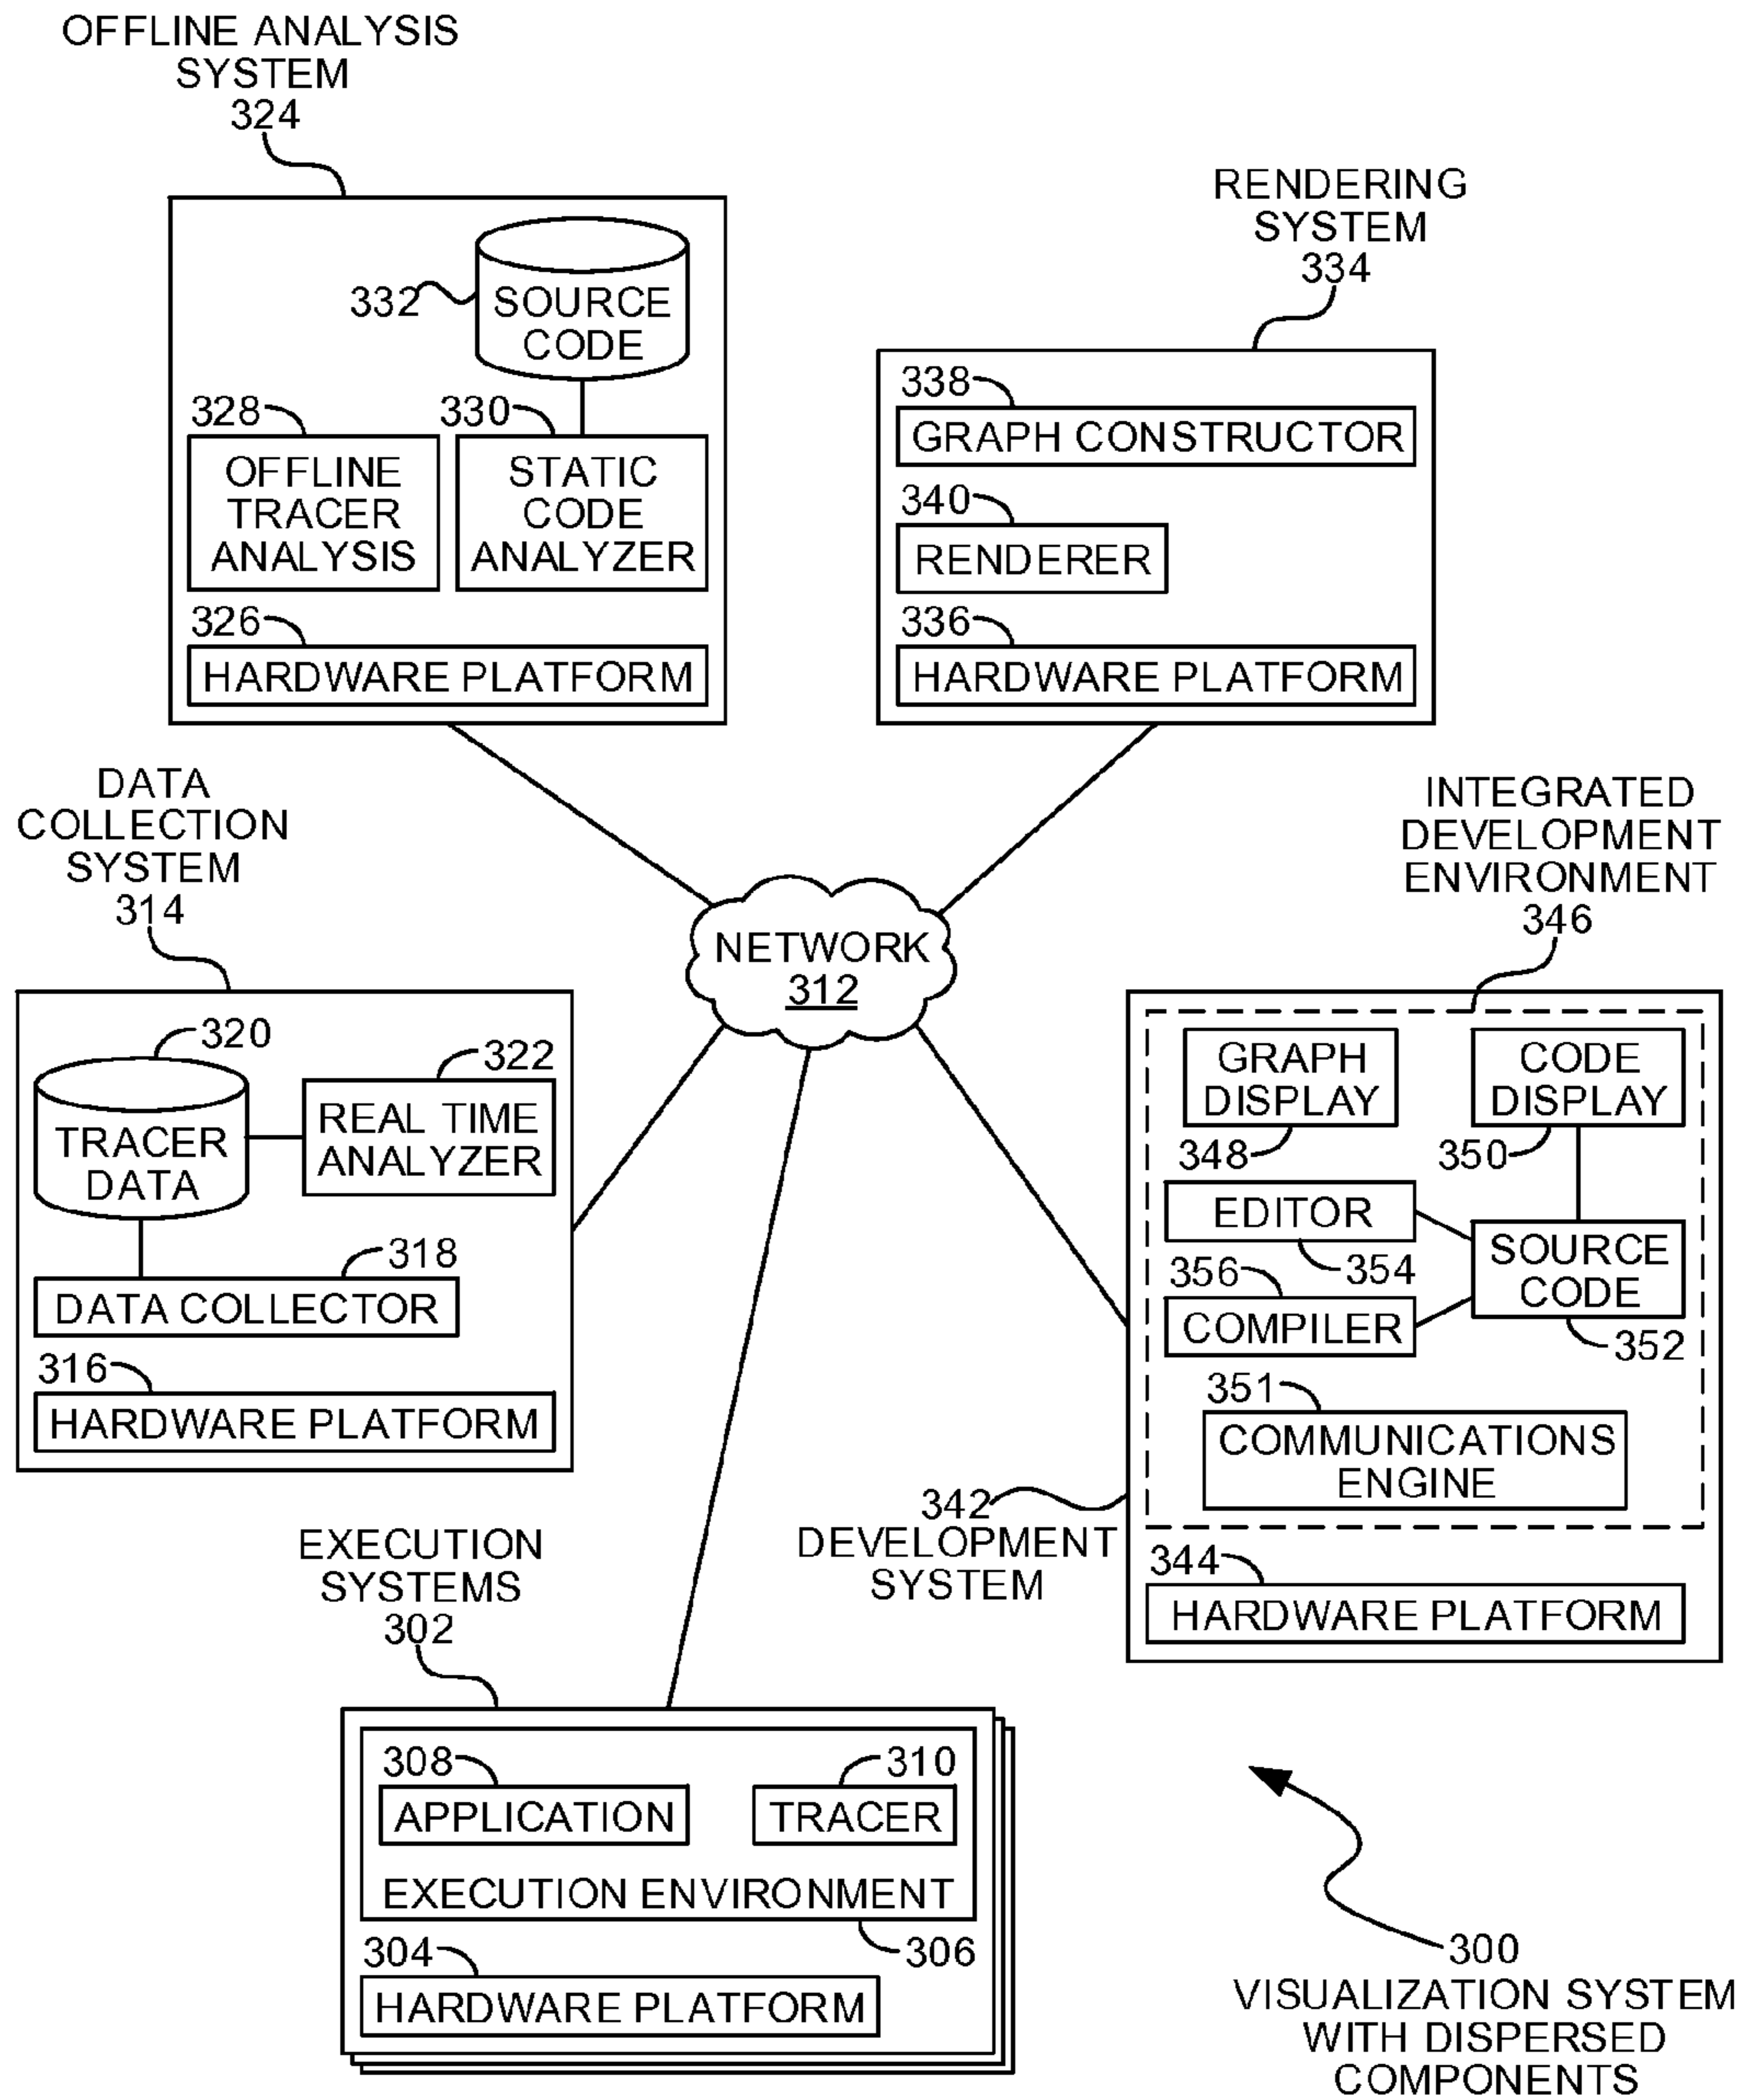 OFFLINE ANALYSIS
SYSTEM
324
332
SOURCE
CODE
328
330
OFFLINE
TRACER
ANALYSIS
STATIC
CODE
ANALYZER
326
HARDWARE PLATFORM
RENDERING
SYSTEM
334
338
GRAPH CONSTRUCTOR
340
RENDERER
336
HARDWARE PLATFORM
DATA
COLLECTION
SYSTEM
314
320
322
TRACER
DATA
REAL TIME
ANALYZER
318
DATA COLLECTOR
316
HARDWARE PLATFORM
NETWORK
312
INTEGRATED
DEVELOPMENT
ENVIRONMENT
346
GRAPH
DISPLAY
348
CODE
DISPLAY
350
EDITOR
354
SOURCE
CODE
352
356
COMPILER
351
COMMUNICATIONS
ENGINE
342
DEVELOPMENT
SYSTEM
344
HARDWARE PLATFORM
EXECUTION
SYSTEMS
302
308
APPLICATION
310
TRACER
EXECUTION ENVIRONMENT
306
304
HARDWARE PLATFORM
300
VISUALIZATION SYSTEM
WITH DISPERSED
COMPONENTS